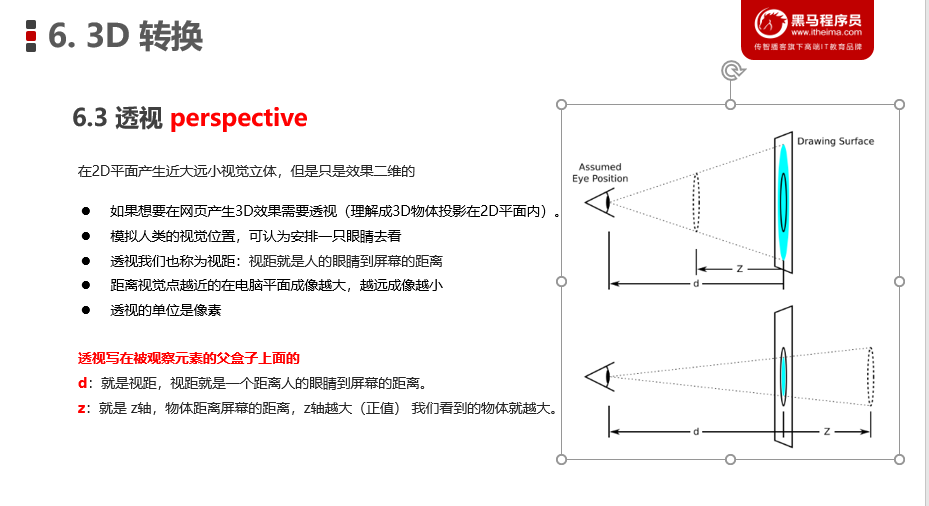 6. 3D 转换
黑马程序员
www.itheima.com
传智播客旗下高端IT教育品牌
6.3 透视 perspective
在2D平面产生近大远小视觉立体，但是只是效果二维的
● 如果想要在网页产生3D效果需要透视（理解成3D物体投影在2D平面内）。
● 模拟人类的视觉位置，可认为安排一只眼睛去看
● 透视我们也称为视距：视距就是人的眼睛到屏幕的距离
● 距离视觉点越近的在电脑平面成像越大，越远成像越小
● 透视的单位是像素
透视写在被观察元素的父盒子上面的
d：就是视距，视距就是一个距离人的眼睛到屏幕的距离。
z：就是 z轴，物体距离屏幕的距离，z轴越大（正值） 我们看到的物体就越大。
Drawing Surface
Assumed
Eye Position
Z
d
d
Z